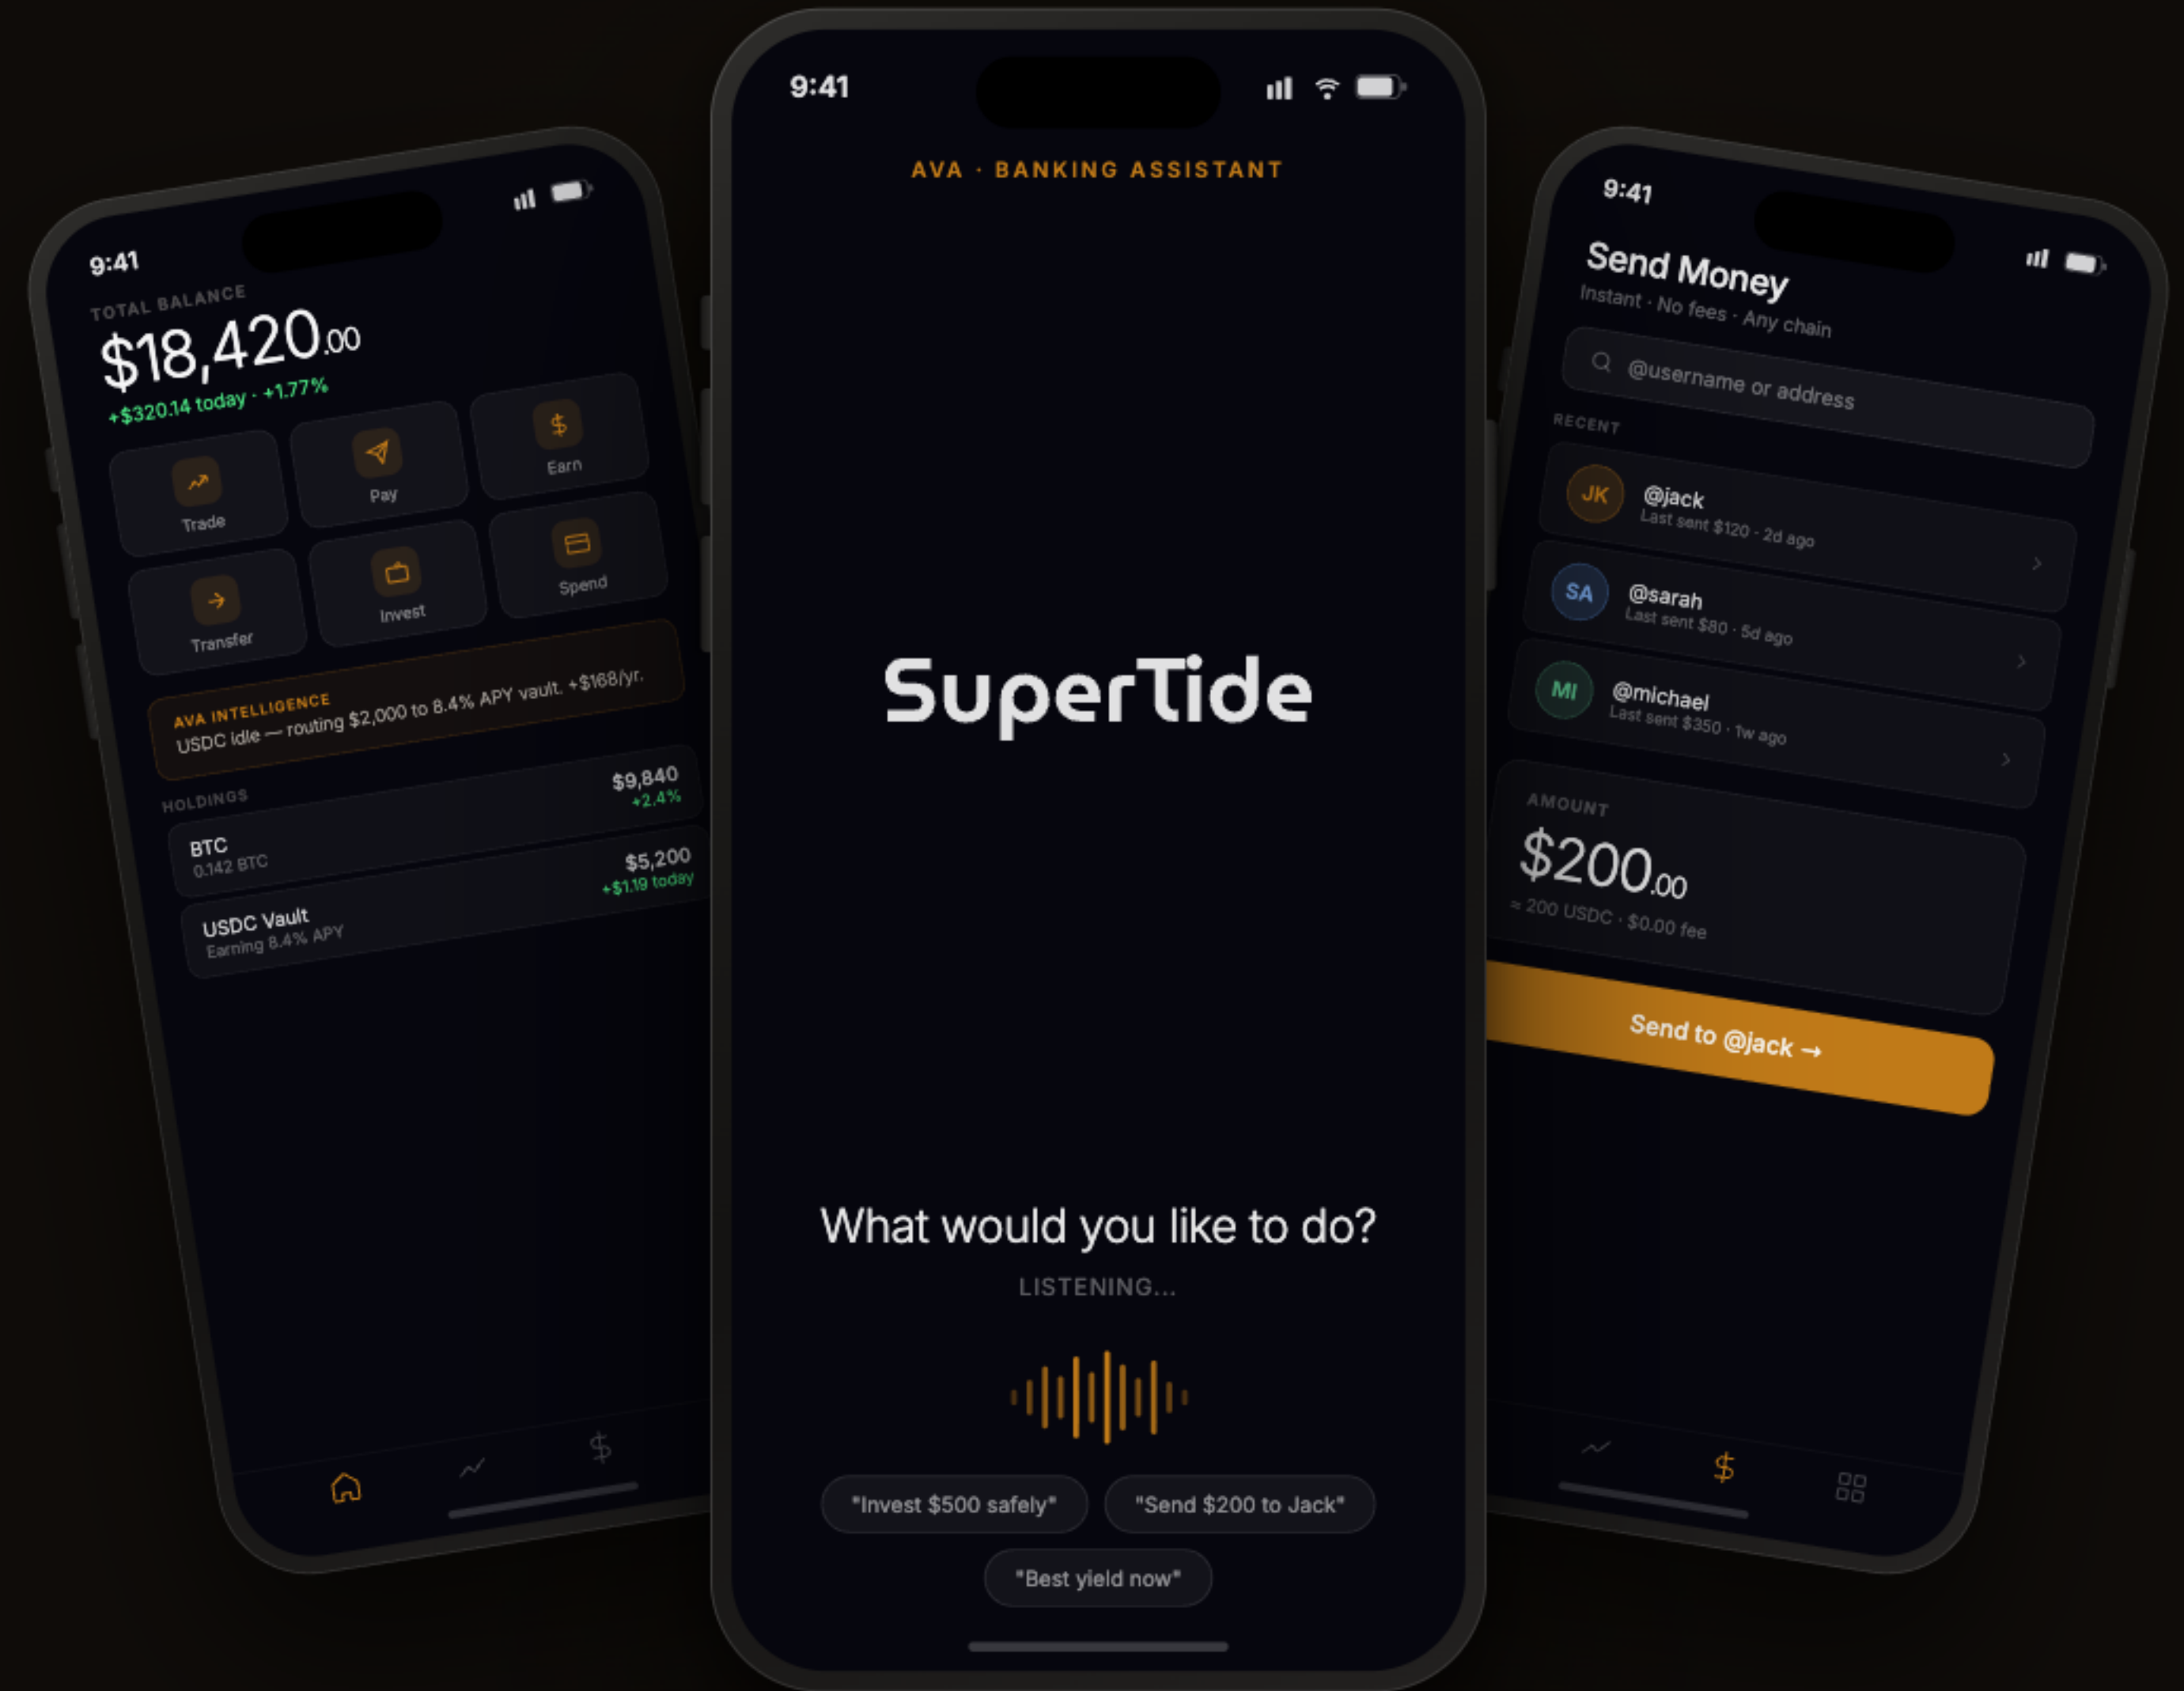 9:41
TOTAL BALANCE
$18,420.00
+$320.14 today · +1.77%
Trade
Pay
Earn
Transfer
Invest
Spend
AVA INTELLIGENCE
USDC idle — routing $2,000 to 8.4% APY vault. +$168/yr.
HOLDINGS
BTC
0.142 BTC
$9,840
+2.4%
USDC Vault
Earning 8.4% APY
$5,200
+$1.19 today
9:41
AVA · BANKING ASSISTANT
SuperTide
What would you like to do?
LISTENING...
"Invest $500 safely"
"Send $200 to Jack"
"Best yield now"
9:41
Send Money
Instant · No fees · Any chain
@username or address
RECENT
JK
@jack
Last sent $120 · 2d ago
SA
@sarah
Last sent $80 · 5d ago
MI
@michael
Last sent $350 · 1w ago
AMOUNT
$200.00
≈ 200 USDC · $0.00 fee
Send to @jack →